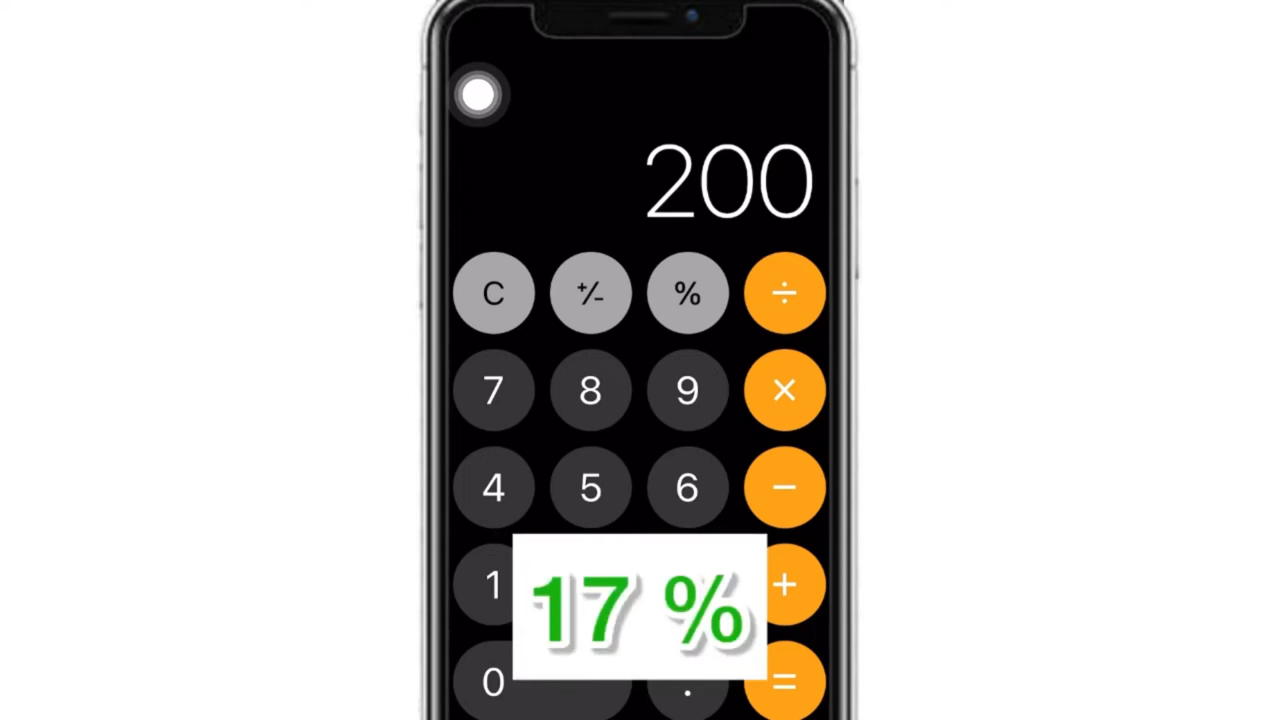 200
C +/- % ÷
7 8 9 ×
4 5 6 −
1 17 % +
0 . =